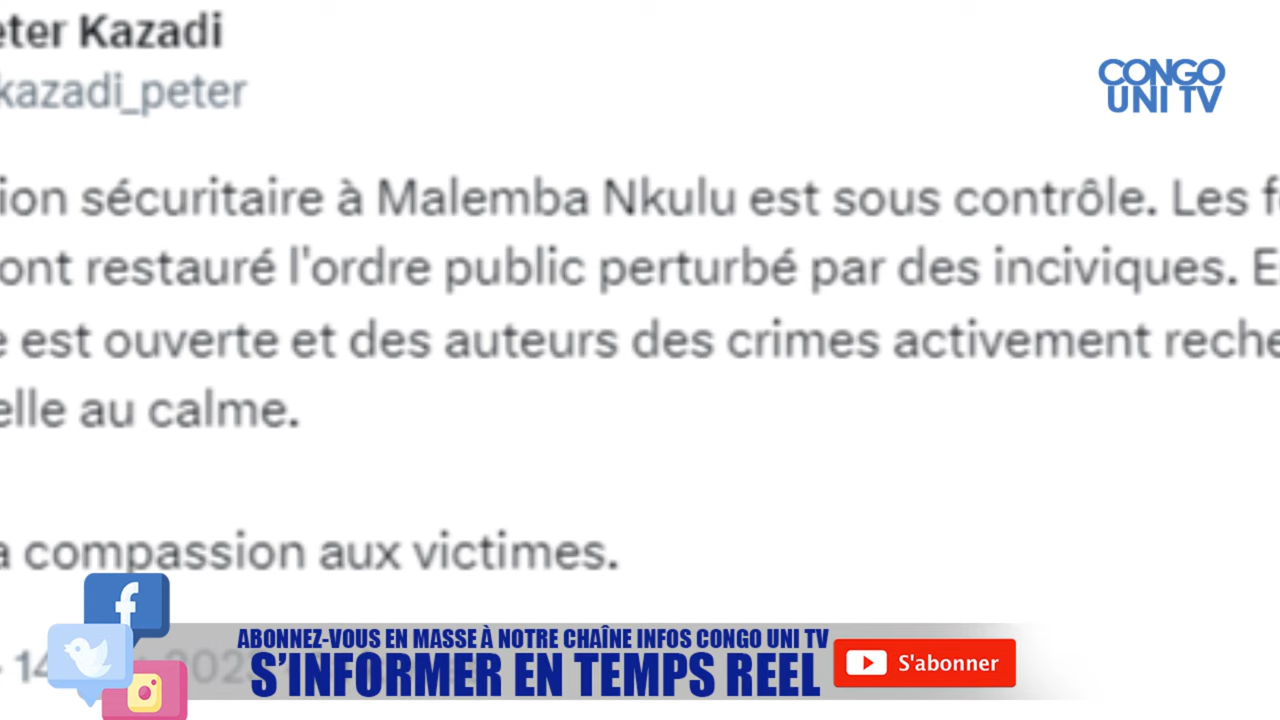 eter Kazadi
kazadi_peter
CONGO
UNI TV
ion sécuritaire à Malemba Nkulu est sous contrôle. Les f
ont restauré l'ordre public perturbé par des inciviques. E
e est ouverte et des auteurs des crimes activement reche
elle au calme.
a compassion aux victimes.
ABONNEZ-VOUS EN MASSE À NOTRE CHAÎNE INFOS CONGO UNI TV
S'INFORMER EN TEMPS REEL
S'abonner